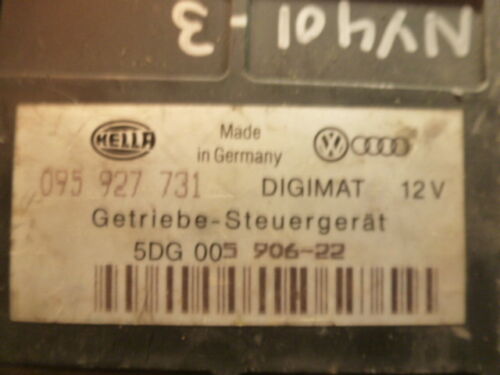 NY401 -3
HELLA
Made
in Germany
095 927 731 DIGIMAT 12V
Getriebe-Steuergerät
5DG 005 906-22